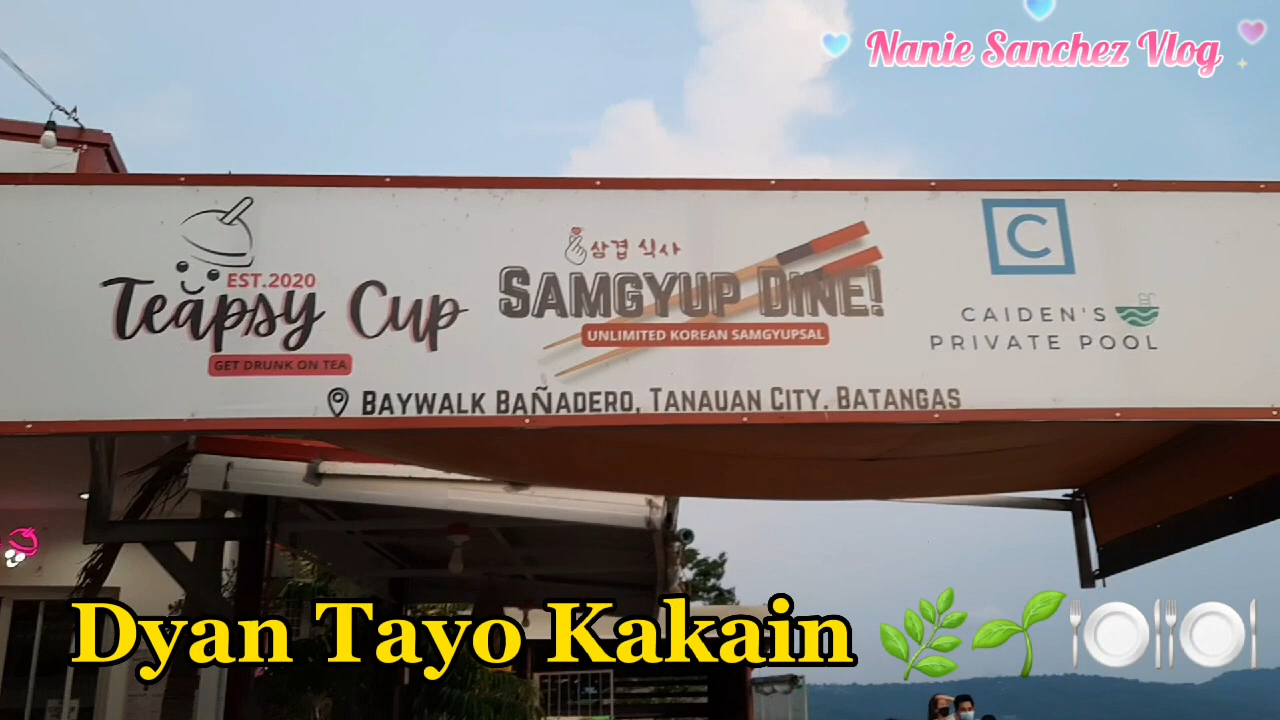 Nanie Sanchez Vlog
EST.2020
Teapsy Cup
GET DRUNK ON TEA
삼겹 식사
SAMGYUP DINE!
UNLIMITED KOREAN SAMGYUPSAL
C
CAIDEN'S
PRIVATE POOL
BAYWALK BAÑADERO, TANAUAN CITY, BATANGAS
Dyan Tayo Kakain